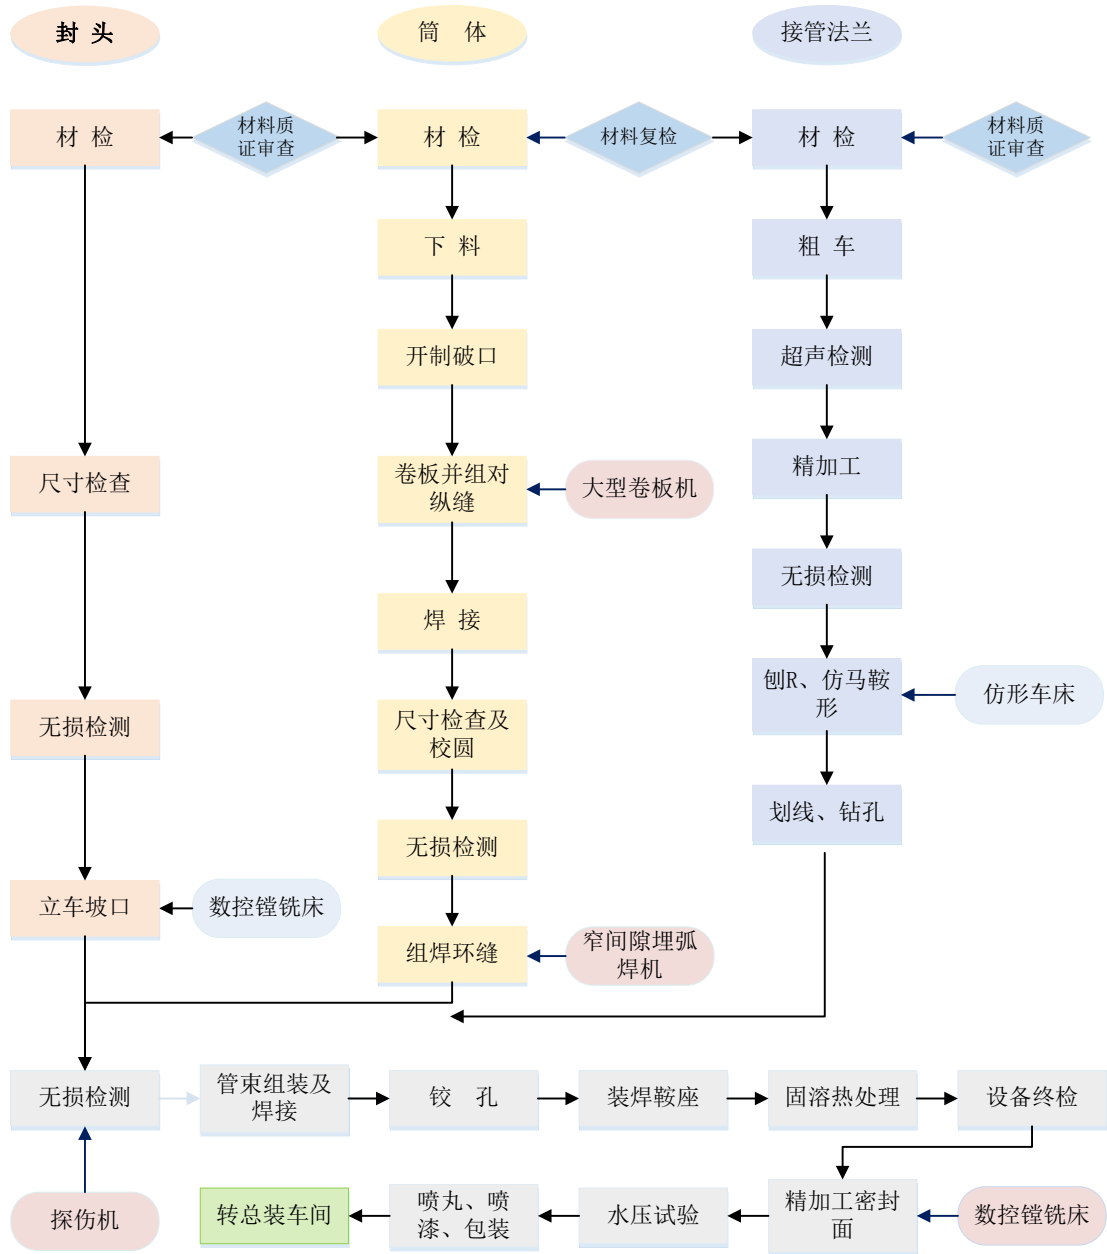 封 头
筒 体
接管法兰
材 检
材料质
证审查
材 检
材料复检
材 检
材料质
证审查
下 料
粗 车
开制破口
超声检测
尺寸检查
卷板并组对
纵缝
大型卷板机
精加工
无损检测
焊 接
刨R、仿马鞍
形
仿形车床
无损检测
尺寸检查及
校圆
划线、钻孔
无损检测
立车坡口
数控镗铣床
组焊环缝
窄间隙埋弧
焊机
无损检测
管束组装及
焊接
铰 孔
装焊鞍座
固溶热处理
设备终检
探伤机
转总装车间
喷丸、喷
漆、包装
水压试验
精加工密封
面
数控镗铣床